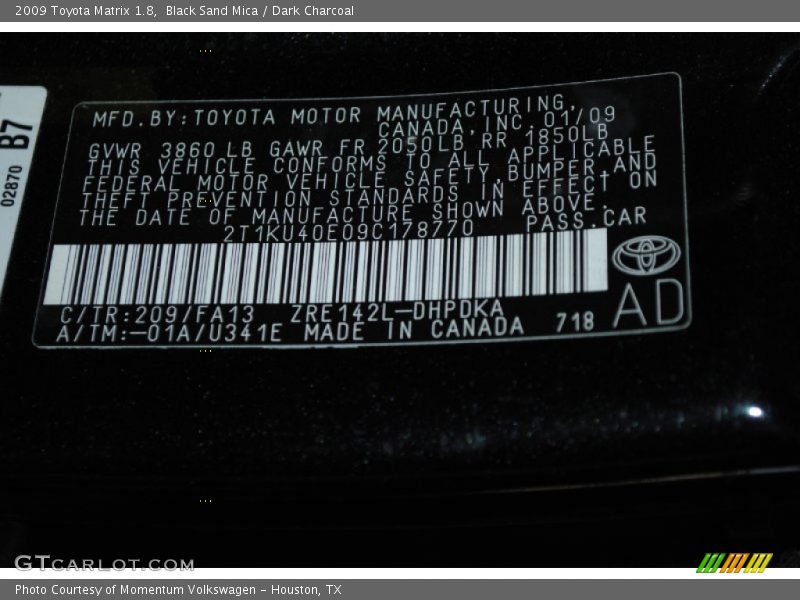 2009 Toyota Matrix 1.8, Black Sand Mica / Dark Charcoal
B7
02870
MFD.BY:TOYOTA MOTOR MANUFACTURING,
CANADA,INC.01/09
GVWR 3860LB GAWR FR 2050LB,RR 1850LB
THIS VEHICLE CONFORMS TO ALL APPLICABLE
FEDERAL MOTOR VEHICLE SAFETY,BUMPER,AND
THEFT PREVENTION STANDARDS IN EFFECT ON
THE DATE OF MANUFACTURE SHOWN ABOVE.
2T1KU40E09C178770 PASS.CAR
C/TR:209/FA13 ZRE142L-DHPDKA
A/TM:-01A/U341E MADE IN CANADA 718
AD
GTCARLOT.COM
Photo Courtesy of Momentum Volkswagen - Houston, TX